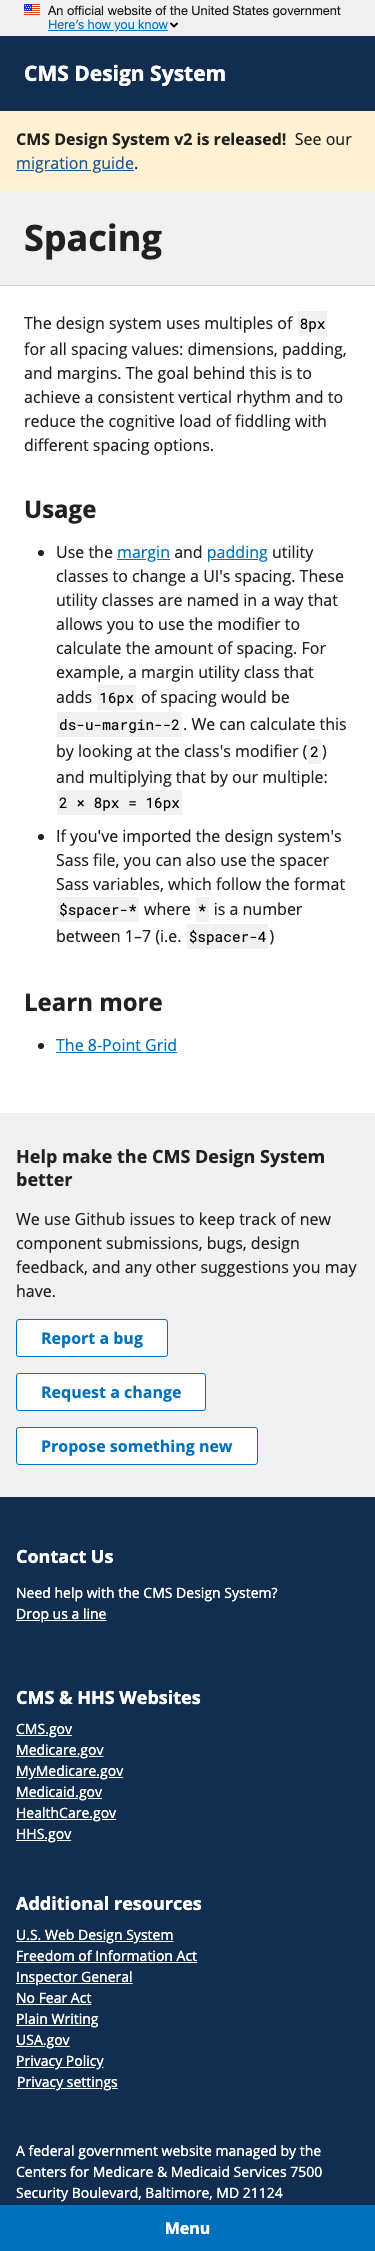 An official website of the United States government
Here's how you know
CMS Design System
CMS Design System v2 is released! See our
migration guide.
Spacing
The design system uses multiples of 8px
for all spacing values: dimensions, padding,
and margins. The goal behind this is to
achieve a consistent vertical rhythm and to
reduce the cognitive load of fiddling with
different spacing options.
Usage
• Use the margin and padding utility
classes to change a UI's spacing. These
utility classes are named in a way that
allows you to use the modifier to
calculate the amount of spacing. For
example, a margin utility class that
adds 16px of spacing would be
ds-u-margin--2. We can calculate this
by looking at the class's modifier (2)
and multiplying that by our multiple:
2 × 8px = 16px
• If you've imported the design system's
Sass file, you can also use the spacer
Sass variables, which follow the format
$spacer-* where * is a number
between 1–7 (i.e. $spacer-4)
Learn more
• The 8-Point Grid
Help make the CMS Design System
better
We use Github issues to keep track of new
component submissions, bugs, design
feedback, and any other suggestions you may
have.
Report a bug
Request a change
Propose something new
Contact Us
Need help with the CMS Design System?
Drop us a line
CMS & HHS Websites
CMS.gov
Medicare.gov
MyMedicare.gov
Medicaid.gov
HealthCare.gov
HHS.gov
Additional resources
U.S. Web Design System
Freedom of Information Act
Inspector General
No Fear Act
Plain Writing
USA.gov
Privacy Policy
Privacy settings
A federal government website managed by the
Centers for Medicare & Medicaid Services 7500
Security Boulevard, Baltimore, MD 21124
Menu